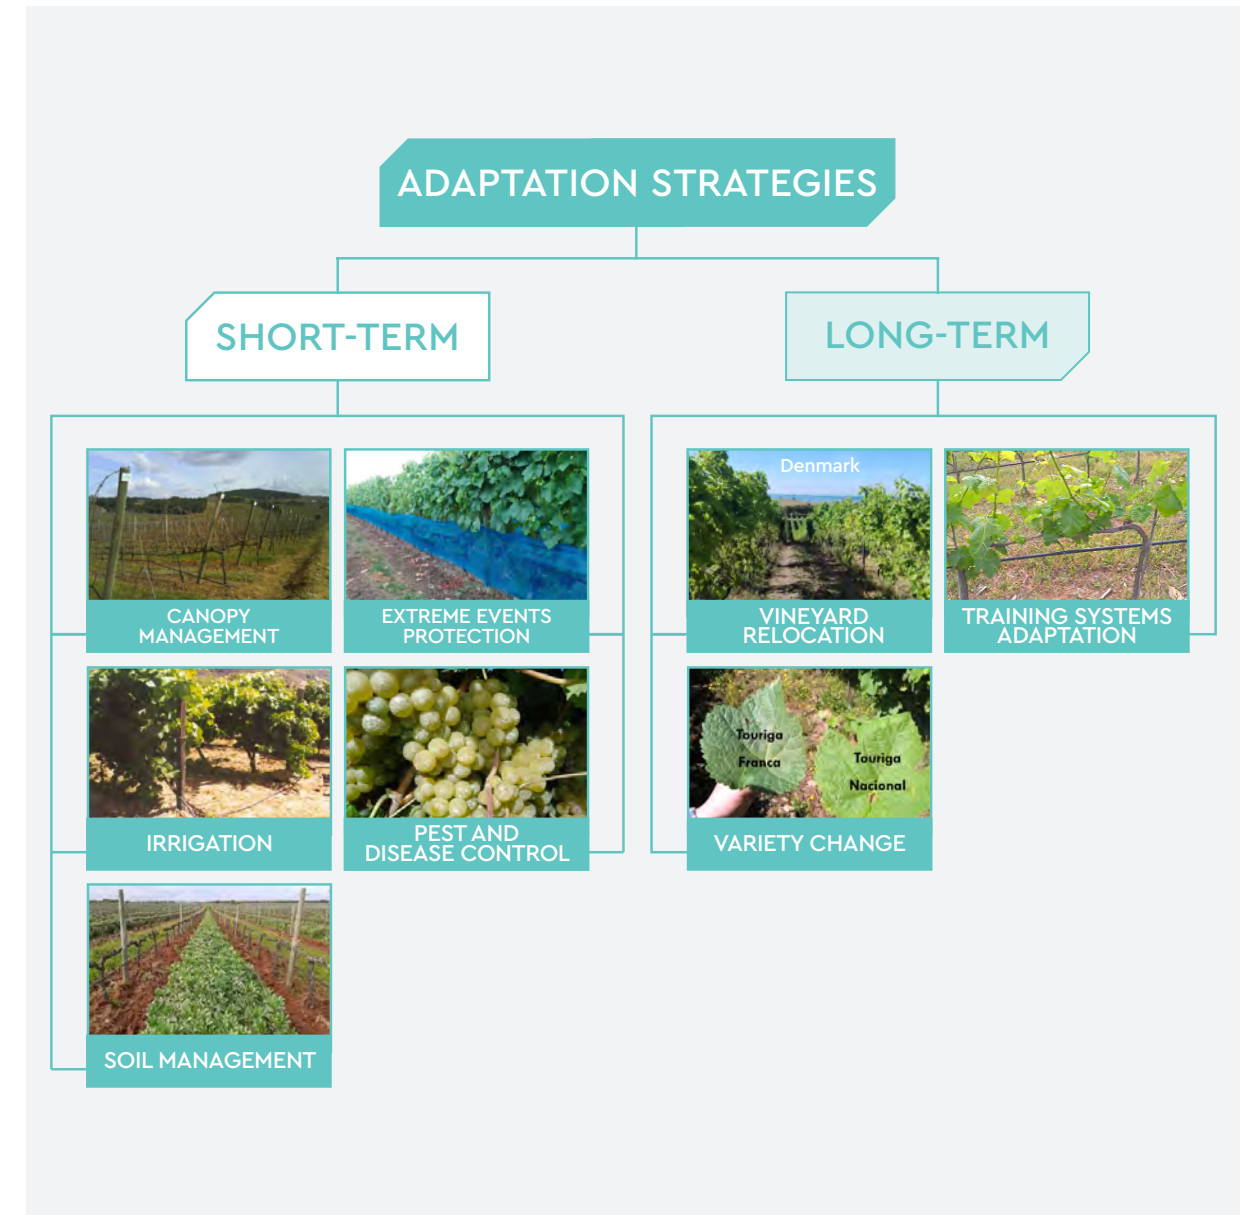 ADAPTATION STRATEGIES
SHORT-TERM
LONG-TERM
CANOPY
MANAGEMENT
EXTREME EVENTS
PROTECTION
Denmark
VINEYARD
RELOCATION
TRAINING SYSTEMS
ADAPTATION
IRRIGATION
PEST AND
DISEASE CONTROL
Touriga
Franca
Touriga
Nacional
VARIETY CHANGE
SOIL MANAGEMENT